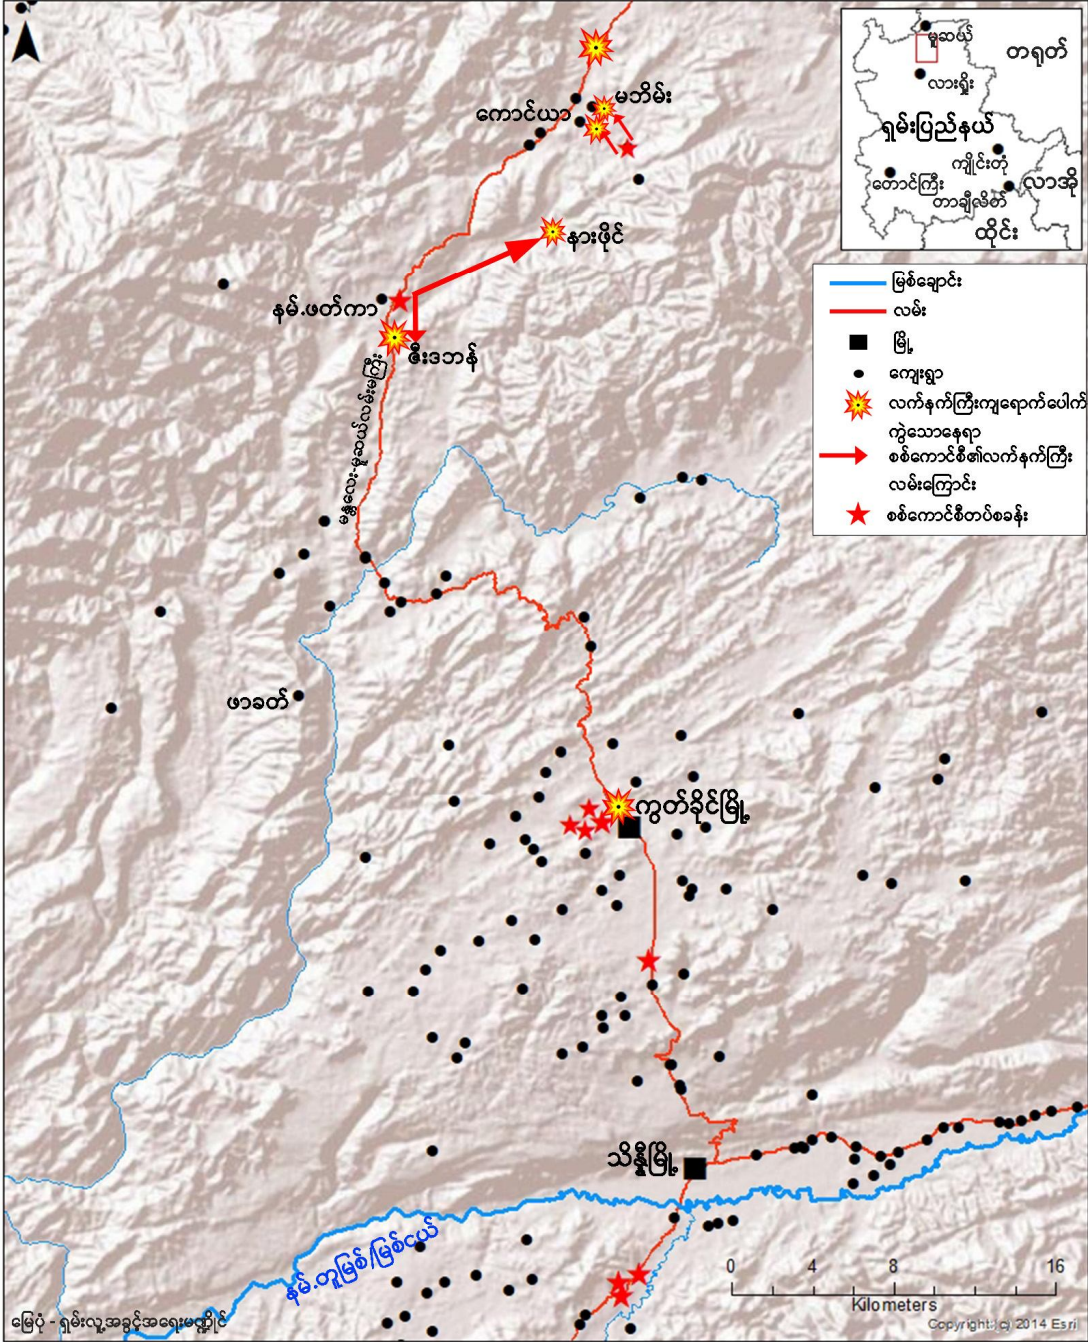 မူဆယ်
တရုတ်
လားရှိုး
ရှမ်းပြည်နယ်
ကျိုင်းတုံ
တောင်ကြီး
လာအို
တာချီလိတ်
ထိုင်း
မြစ်ချောင်း
လမ်း
မြို့
ကျေးရွာ
လက်နက်ကြီးကျရောက်ပေါက်
ကွဲသောနေရာ
စစ်ကောင်စီ၏လက်နက်ကြီး
လမ်းကြောင်း
စစ်ကောင်စီတပ်စခန်း
မဘိမ်း
ကောင်ယာ
နားဖိုင်
နမ့်ဖတ်ကာ
ဇီးဒဘန်
မန္တလေး-မူဆယ်လမ်းမကြီး
ဖာခတ်
ကွတ်ခိုင်မြို့
သိန္နီမြို့
နမ့်တူမြစ်/မြစ်ငယ်
0 4 8 16
Kilometers
မြေပုံ - ရှမ်းလူ့အခွင့်အရေးမဏ္ဍိုင်
Copyright:(c) 2014 Esri